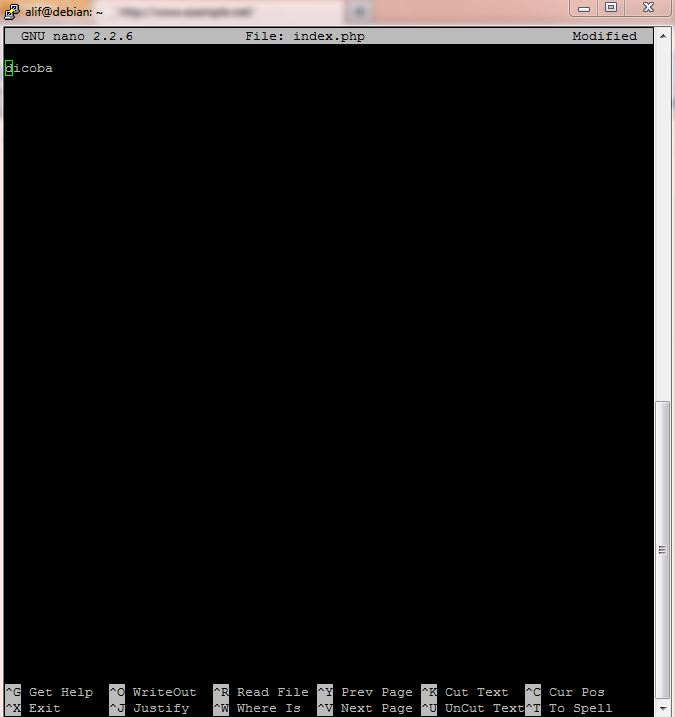 alif@debian: ~
GNU nano 2.2.6 File: index.php Modified
dicoba
^G Get Help ^O WriteOut ^R Read File ^Y Prev Page ^K Cut Text ^C Cur Pos
^X Exit ^J Justify ^W Where Is ^V Next Page ^U UnCut Text ^T To Spell